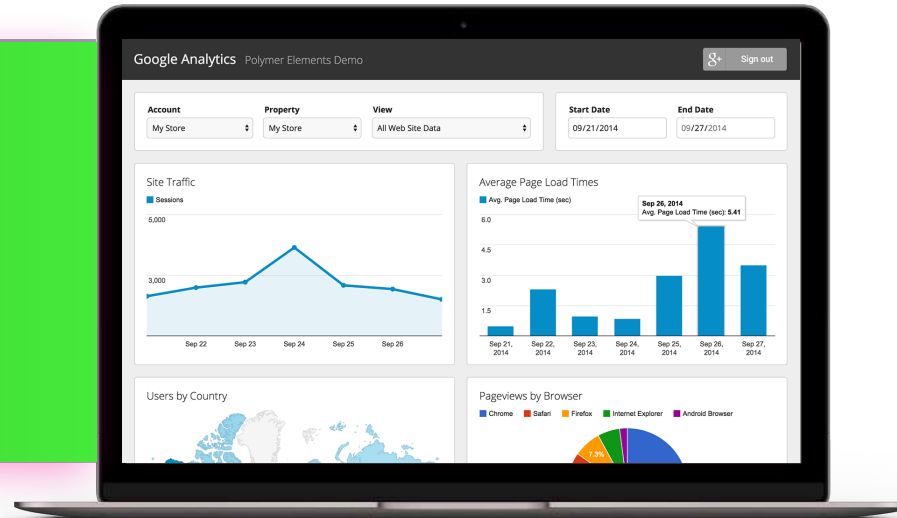 Google Analytics Polymer Elements Demo
g+ Sign out
Account Property View
My Store My Store All Web Site Data
Start Date End Date
09/21/2014 09/27/2014
Site Traffic
Sessions
5,000
3,000
Sep 22 Sep 23 Sep 24 Sep 25 Sep 26
Average Page Load Times
Avg. Page Load Time (sec)
Sep 26, 2014
Avg. Page Load Time (sec): 5.41
6.0
4.5
3.0
1.5
Sep 21, Sep 22, Sep 23, Sep 24, Sep 25, Sep 26, Sep 27,
2014 2014 2014 2014 2014 2014 2014
Users by Country
Pageviews by Browser
Chrome Safari Firefox Internet Explorer Android Browser
7.3%